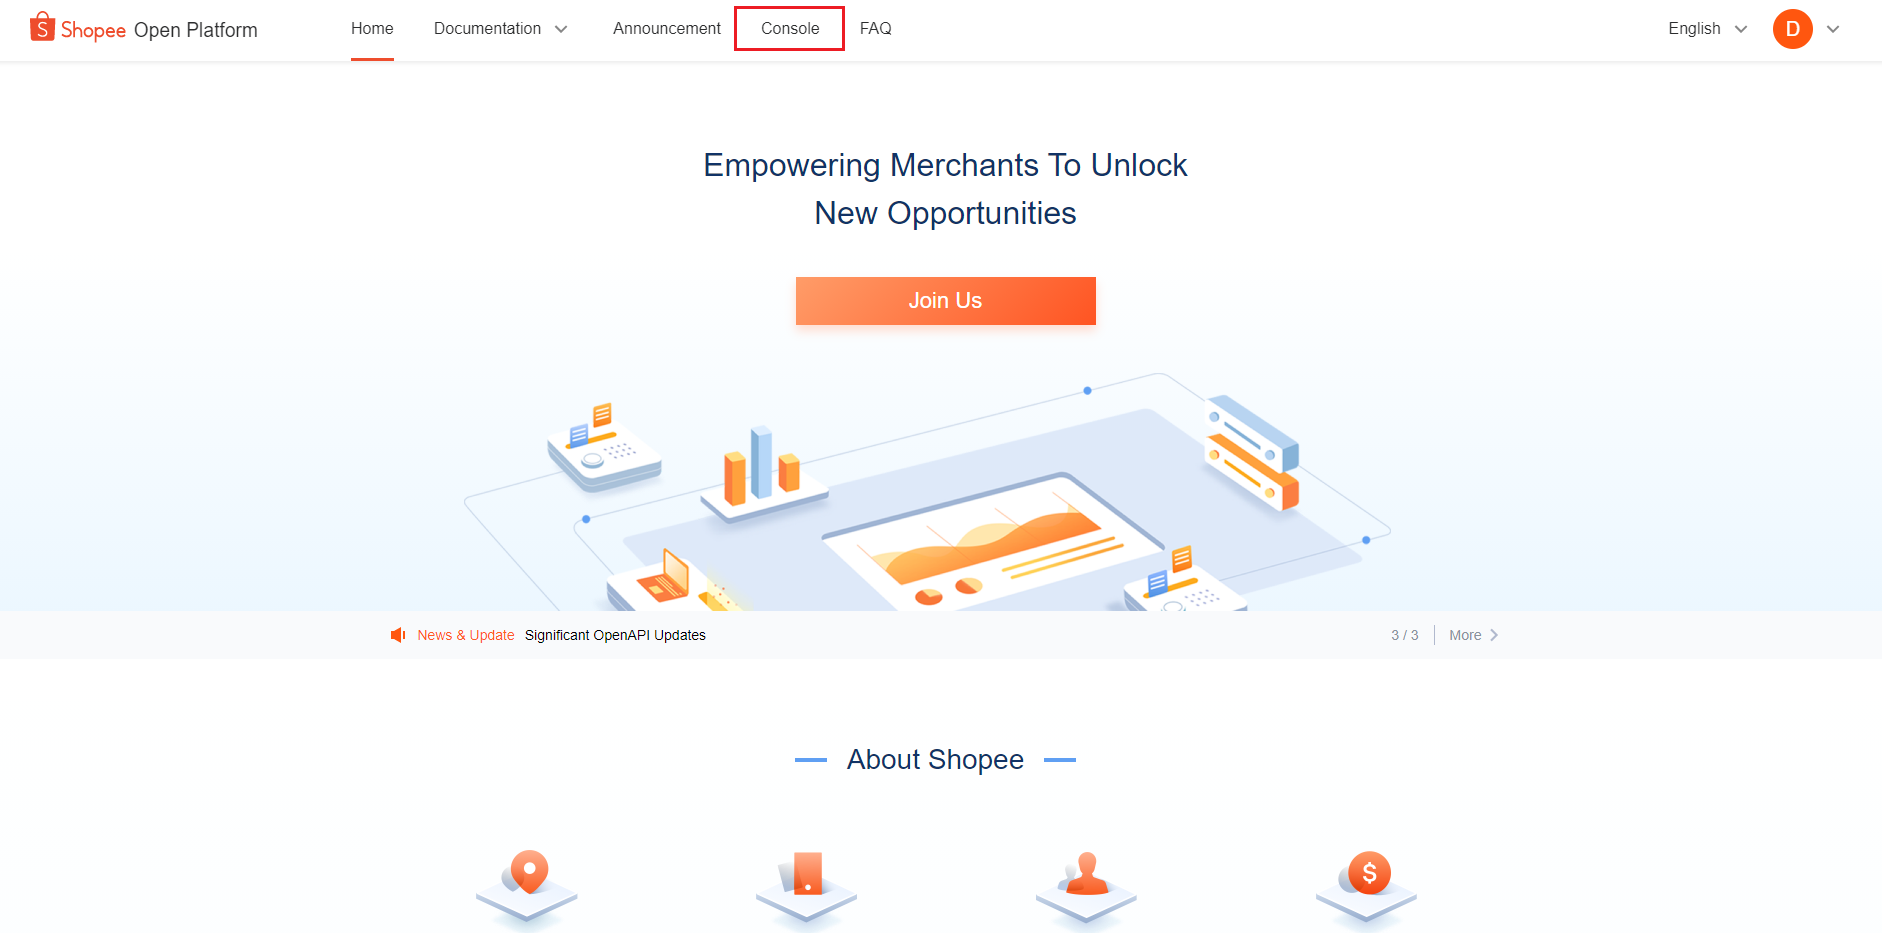 Shopee Open Platform
Home
Documentation
Announcement
Console
FAQ
English
D
Empowering Merchants To Unlock
New Opportunities
Join Us
News & Update
Significant OpenAPI Updates
3 / 3
More
About Shopee
$